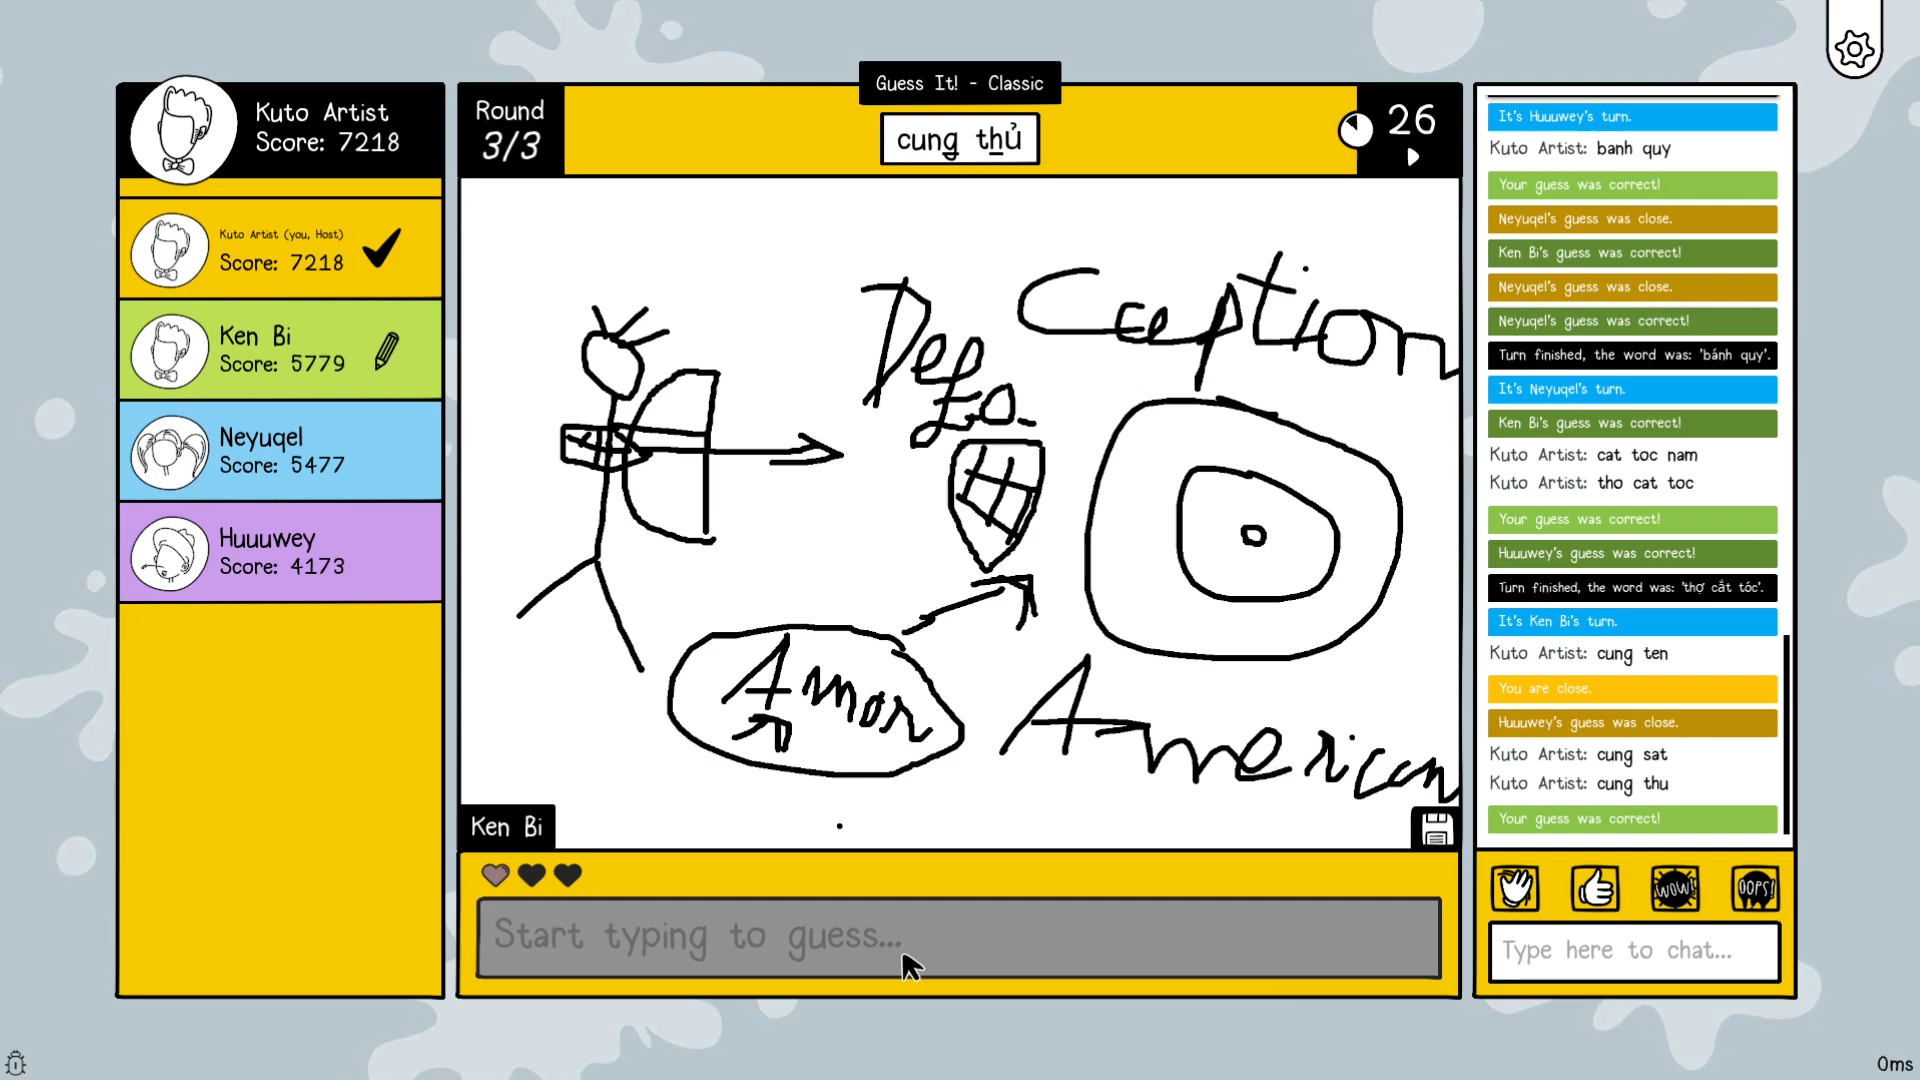 Guess It! - Classic
Kuto Artist
Score: 7218
Round
3/3
cung thủ
26
Kuto Artist (you, Host)
Score: 7218
Ken Bi
Score: 5779
Neyuqel
Score: 5477
Huuuwey
Score: 4173
Cception
American
Ken Bi
Start typing to guess...
It's Huuuwey's turn.
Kuto Artist: banh quy
Your guess was correct!
Neyuqel's guess was close.
Ken Bi's guess was correct!
Neyuqel's guess was close.
Neyuqel's guess was correct!
Turn finished, the word was: 'bánh quy'.
It's Neyuqel's turn.
Ken Bi's guess was correct!
Kuto Artist: cat toc nam
Kuto Artist: tho cat toc
Your guess was correct!
Huuuwey's guess was correct!
Turn finished, the word was: 'thợ cắt tóc'.
It's Ken Bi's turn.
Kuto Artist: cung ten
You are close.
Huuuwey's guess was close.
Kuto Artist: cung sat
Kuto Artist: cung thu
Your guess was correct!
WOW!
OOPS!
Type here to chat...
0ms